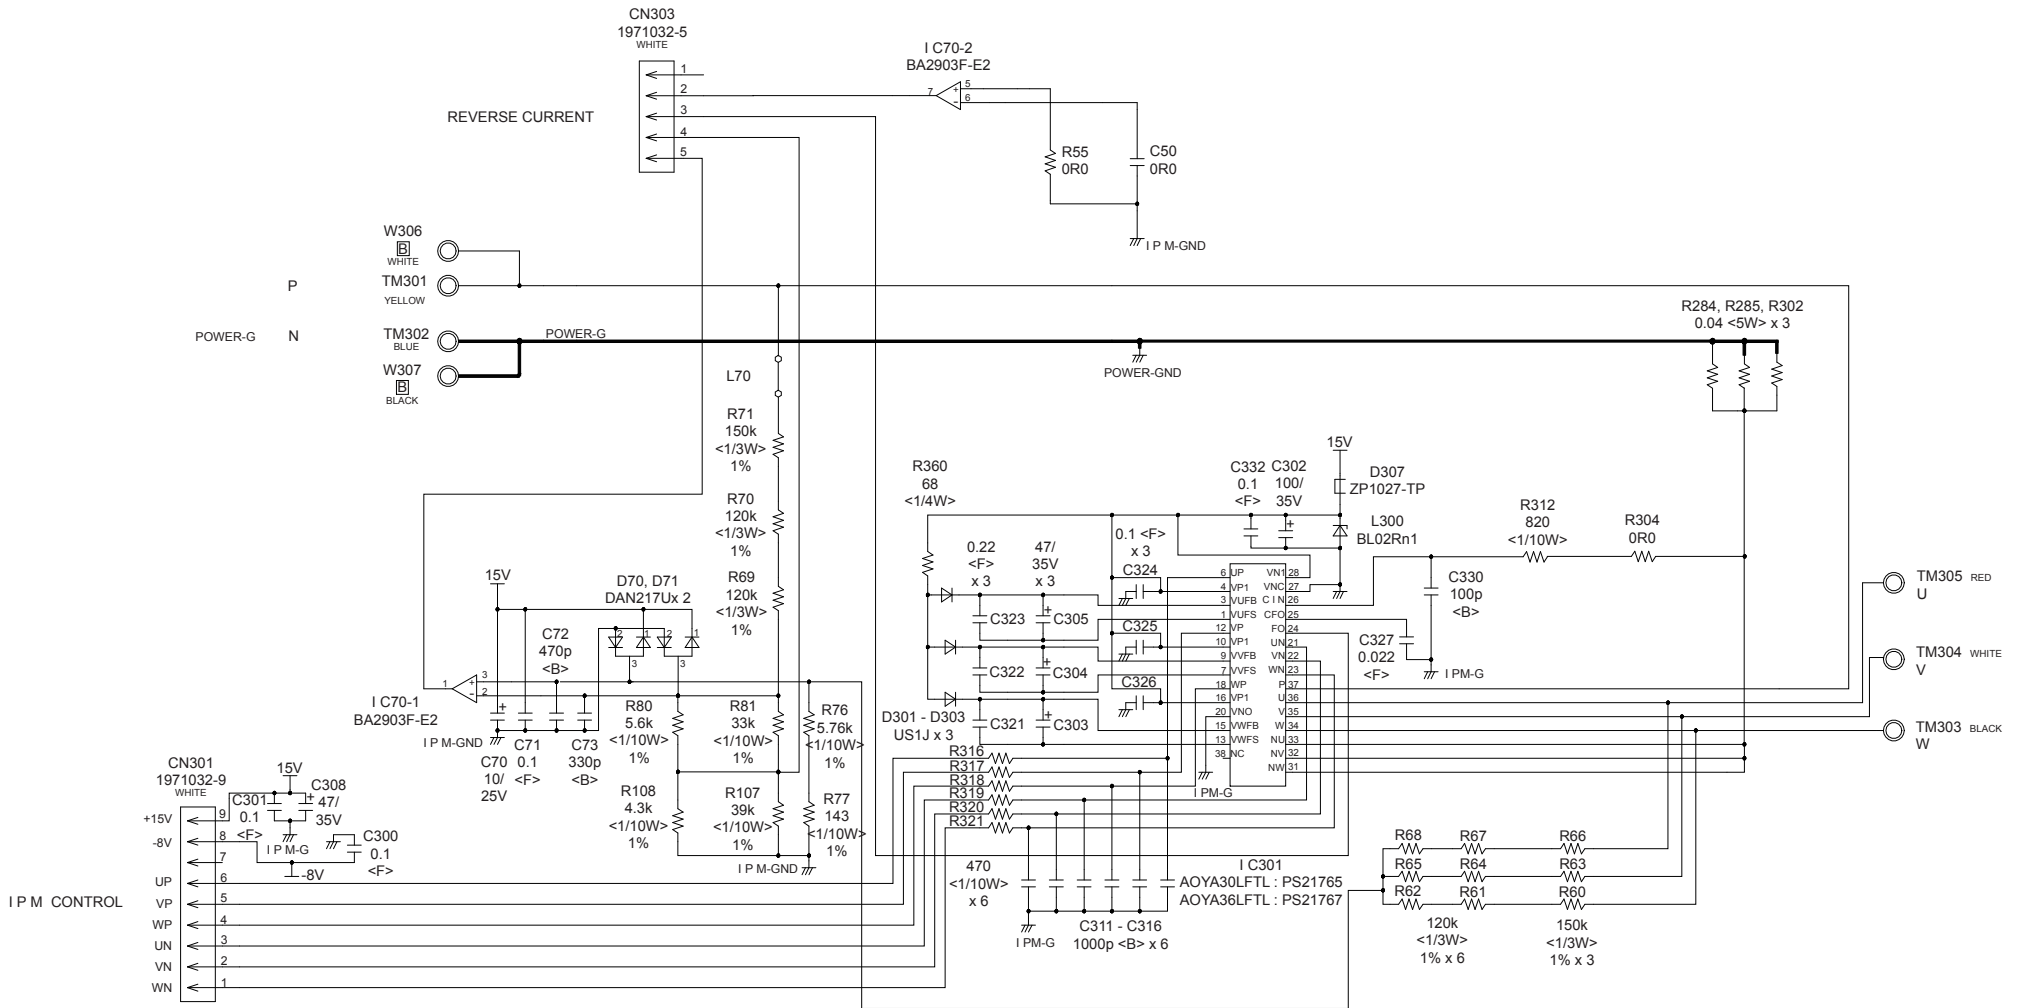 CN303
1971032-5
WHITE
1
2
3
4
5
REVERSE CURRENT
I C70-2
BA2903F-E2
7
5
6
+
-
R55
0R0
C50
0R0
I P M-GND
W306
B
WHITE
P
TM301
YELLOW
POWER-G
N
TM302
BLUE
POWER-G
W307
B
BLACK
POWER-GND
R284, R285, R302
0.04 <5W> x 3
L70
R71
150k
<1/3W>
1%
R70
120k
<1/3W>
1%
R69
120k
<1/3W>
1%
15V
D70, D71
DAN217Ux 2
2
1
2
1
3
3
C72
470p
<B>
1
3
2
+
-
I C70-1
BA2903F-E2
I P M-GND
+
C70
10/
25V
C71
0.1
<F>
C73
330p
<B>
R80
5.6k
<1/10W>
1%
R81
33k
<1/10W>
1%
R76
5.76k
<1/10W>
1%
R108
4.3k
<1/10W>
1%
R107
39k
<1/10W>
1%
R77
143
<1/10W>
1%
I P M-GND
R360
68
<1/4W>
0.22
<F>
x 3
47/
35V
x 3
0.1 <F>
x 3
C324
C323
+
C305
C325
C322
+
C304
C326
C321
+
C303
D301 - D303
US1J x 3
C332
0.1
<F>
C302
100/
35V
+
15V
D307
ZP1027-TP
L300
BL02Rn1
R312
820
<1/10W>
R304
0R0
C330
100p
<B>
C327
0.022
<F>
I PM-G
6 UP VN1 28
4 VP1 VNC 27
3 VUFB C I N 26
1 VUFS CFO 25
12 VP FO 24
10 VP1 UN 21
9 VVFB VN 22
7 VVFS WN 23
18 WP P 37
16 VP1 U 36
20 VNO V 35
15 VWFB W 34
13 VWFS NU 33
38 NC NV 32
NW 31
I PM-G
TM305 RED
U
TM304 WHITE
V
TM303 BLACK
W
R316
R317
R318
R319
R320
R321
470
<1/10W>
x 6
I PM-G
C311 - C316
1000p <B> x 6
I C301
AOYA30LFTL : PS21765
AOYA36LFTL : PS21767
R68
R67
R66
R65
R64
R63
R62
R61
R60
120k
<1/3W>
1% x 6
150k
<1/3W>
1% x 3
CN301
1971032-9
WHITE
15V
C301
0.1
<F>
C308
47/
35V
+
I P M-G
C300
0.1
<F>
-8V
I P M CONTROL
+15V 9
-8V 8
7
UP 6
VP 5
WP 4
UN 3
VN 2
WN 1